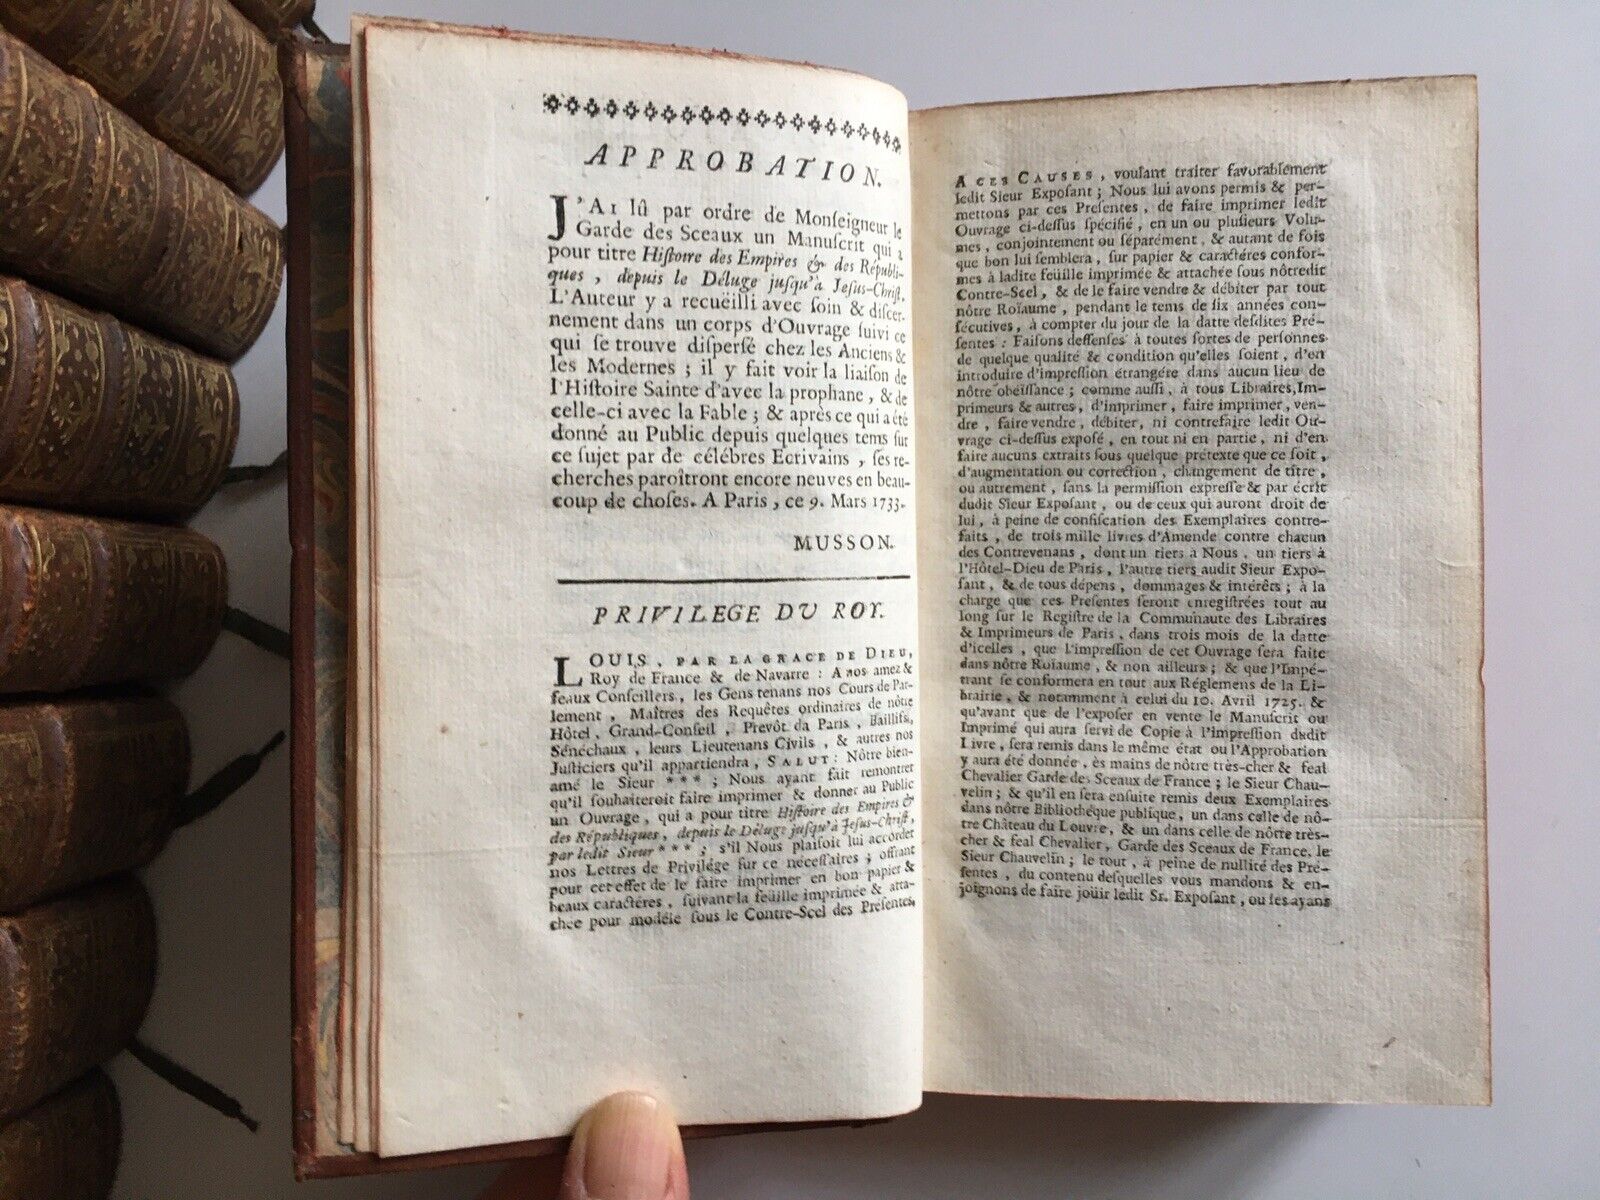 APPROBATION.
J'AI lû par ordre de Monſeigneur le
Garde des Sceaux un Manuſcrit qui a
pour titre Hiſtoire des Empires & des Républi-
ques, depuis le Déluge juſqu'à Jeſus-Chriſt.
L'Auteur y a recuëilli avec ſoin & diſcer-
nement dans un corps d'Ouvrage ſuivi ce
qui ſe trouve diſperſé chez les Anciens &
les Modernes ; il y fait voir la liaiſon de
l'Hiſtoire Sainte d'avec la prophane, & de
celle-ci avec la Fable ; & après ce qui a été
donné au Public depuis quelques tems ſur
ce ſujet par de célébres Ecrivains, ſes re-
cherches paroîtront encore neuves en beau-
coup de choſes. A Paris, ce 9. Mars 1733.
MUSSON.
PRIVILEGE DU ROY.
LOUIS, PAR LA GRACE DE DIEU,
Roy de France & de Navarre : A nos amez &
feaux Conſeillers, les Gens tenans nos Cours de Par-
lement, Maîtres des Requêtes ordinaires de nôtre
Hôtel, Grand-Conſeil, Prevôt da Paris, Baillifs,
Sénéchaux, leurs Lieutenans Civils, & autres nos
Juſticiers qu'il appartiendra, SALUT : Nôtre bien-
amé le Sieur *** ; Nous ayant fait remontrer
qu'il ſouhaiteroit faire imprimer & donner au Public
un Ouvrage, qui a pour titre Hiſtoire des Empires &
des Républiques, depuis le Déluge juſqu'à Jeſus-Chriſt,
par ledit Sieur *** ; s'il Nous plaiſoit lui accorder
nos Lettres de Privilége ſur ce néceſſaires ; offrant
pour cet effet de le faire imprimer en bon papier &
beaux caractéres, ſuivant la feüille imprimée & atta-
chée pour modéle ſous le Contre-Scel des Préſentes,
A CES CAUSES, voulant traiter favorablement
ledit Sieur Expoſant ; Nous lui avons permis & per-
mettons par ces Preſentes, de faire imprimer ledit
Ouvrage ci-deſſus ſpécifié, en un ou pluſieurs Volu-
mes, conjointement ou ſéparément, & autant de fois
que bon lui ſemblera, ſur papier & caractéres confor-
mes à ladite feüille imprimée & attachée ſous nôtredit
Contre-Scel, & de le faire vendre & débiter par tout
nôtre Roïaume, pendant le tems de ſix années con-
ſécutives, à compter du jour de la datte deſdites Pré-
ſentes : Faiſons deffenſes à toutes ſortes de perſonnes
de quelque qualité & condition qu'elles ſoient, d'en
introduire d'impreſſion étrangére dans aucun lieu de
nôtre obéïſſance ; comme auſſi, à tous Libraires, Im-
primeurs & autres, d'imprimer, faire imprimer, ven-
dre, faire vendre, débiter, ni contrefaire ledit Ou-
vrage ci-deſſus expoſé, en tout ni en partie, ni d'en
faire aucuns extraits ſous quelque prétexte que ce ſoit,
d'augmentation ou correction, changement de titre,
ou autrement, ſans la permiſſion expreſſe & par écrit
dudit Sieur Expoſant, ou de ceux qui auront droit de
lui, à peine de confiſcation des Exemplaires contre-
faits, de trois mille livres d'Amende contre chacun
des Contrevenans, dont un tiers à Nous, un tiers à
l'Hôtel-Dieu de Paris, l'autre tiers audit Sieur Expo-
ſant, & de tous dépens, dommages & intérêts ; à la
charge que ces Preſentes ſeront enregiſtrées tout au
long ſur le Regiſtre de la Communauté des Libraires
& Imprimeurs de Paris, dans trois mois de la datte
d'icelles, que l'impreſſion de cet Ouvrage ſera faite
dans nôtre Roïaume, & non ailleurs ; & que l'Impé-
trant ſe conformera en tout aux Réglemens de la Li-
brairie, & notamment à celui du 10. Avril 1725. &
qu'avant que de l'expoſer en vente le Manuſcrit ou
Imprimé qui aura ſervi de Copie à l'impreſſion dudit
Livre, ſera remis dans le même état ou l'Approbation
y aura été donnée, ès mains de nôtre très-cher & feal
Chevalier Garde des Sceaux de France ; le Sieur Chau-
velin ; & qu'il en ſera enſuite remis deux Exemplaires
dans nôtre Bibliothéque publique, un dans celle de nô-
tre Château du Louvre, & un dans celle de nôtre très-
cher & feal Chevalier, Garde des Sceaux de France, le
Sieur Chauvelin ; le tout, à peine de nullité des Pré-
ſentes, du contenu deſquelles vous mandons & en-
joignons de faire joüir ledit Sr. Expoſant, ou ſes ayans